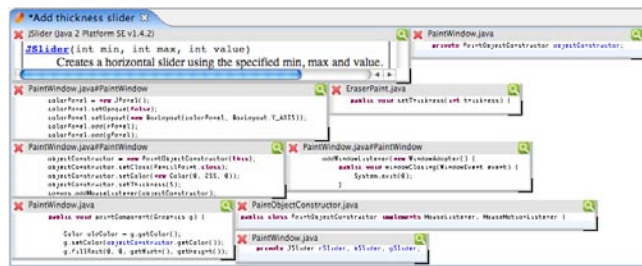 *Add thickness slider
JSlider (Java 2 Platform SE v1.4.2)
JSlider(int min, int max, int value)
Creates a horizontal slider using the specified min, max and value.
PaintWindow.java
private PaintObjectConstructor objectConstructor;
PaintWindow.java#PaintWindow
colorPanel = new JPanel();
colorPanel.setOpaque(false);
colorPanel.setLayout(new BoxLayout(colorPanel, BoxLayout.Y_AXIS));
colorPanel.add(rPanel);
colorPanel.add(gPanel);
EraserPaint.java
public void setThickness(int thickness) {
PaintWindow.java#PaintWindow
objectConstructor = new PaintObjectConstructor(this);
objectConstructor.setClass(PencilPaint.class);
objectConstructor.setColor(new Color(0, 255, 0));
objectConstructor.setThickness(5);
canvas.addMouseListener(objectConstructor);
PaintWindow.java#PaintWindow
addWindowListener(new WindowAdapter() {
public void windowClosing(WindowEvent event) {
System.exit(0);
}
PaintWindow.java
public void paintComponent(Graphics g) {
Color oldColor = g.getColor();
g.setColor(objectConstructor.getColor());
g.fillRect(0, 0, getWidth(), getHeight());
PaintObjectConstructor.java
public class PaintObjectConstructor implements MouseListener, MouseMotionListener {
PaintWindow.java
private JSlider rSlider, bSlider, gSlider;